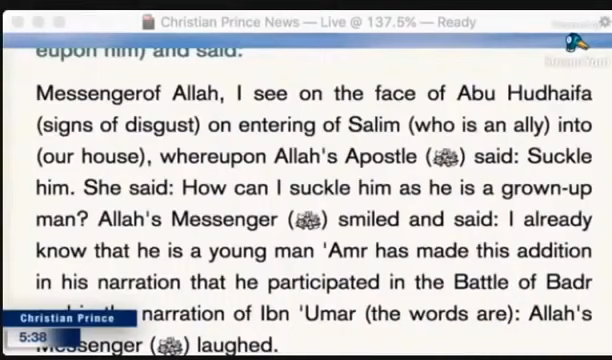 Christian Prince News — Live @ 137.5% — Ready
eupon him) and said:
Messengerof Allah, I see on the face of Abu Hudhaifa
(signs of disgust) on entering of Salim (who is an ally) into
(our house), whereupon Allah's Apostle (ﷺ) said: Suckle
him. She said: How can I suckle him as he is a grown-up
man? Allah's Messenger (ﷺ) smiled and said: I already
know that he is a young man 'Amr has made this addition
in his narration that he participated in the Battle of Badr
narration of Ibn 'Umar (the words are): Allah's
Messenger (ﷺ) laughed.
Christian Prince
5:38